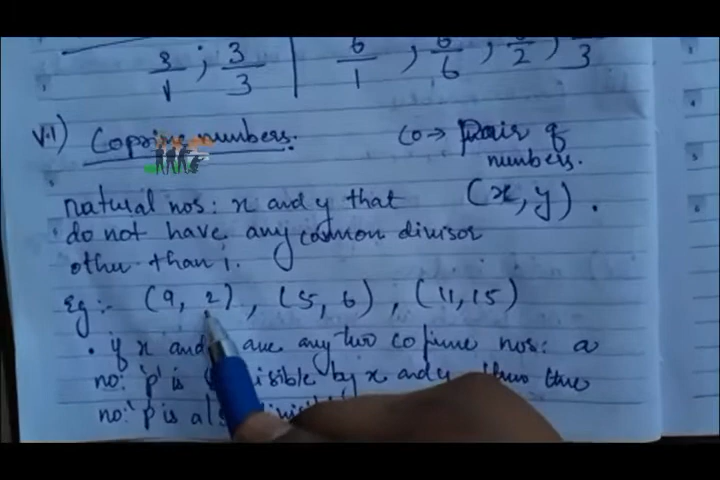 3/1 ; 3/3 | 6/1 , 6/6 , 6/2 , 6/3
V.1) Coprime numbers. Co → Pair of
numbers.
natural nos: x and y that (x, y) .
do not have any common divisor
other than 1.
Eg :- (9, 2) , (5, 6) , (11, 15)
• if x and are any two coprime nos: a
no: 'p' is by x and y thus the
no: 'p is